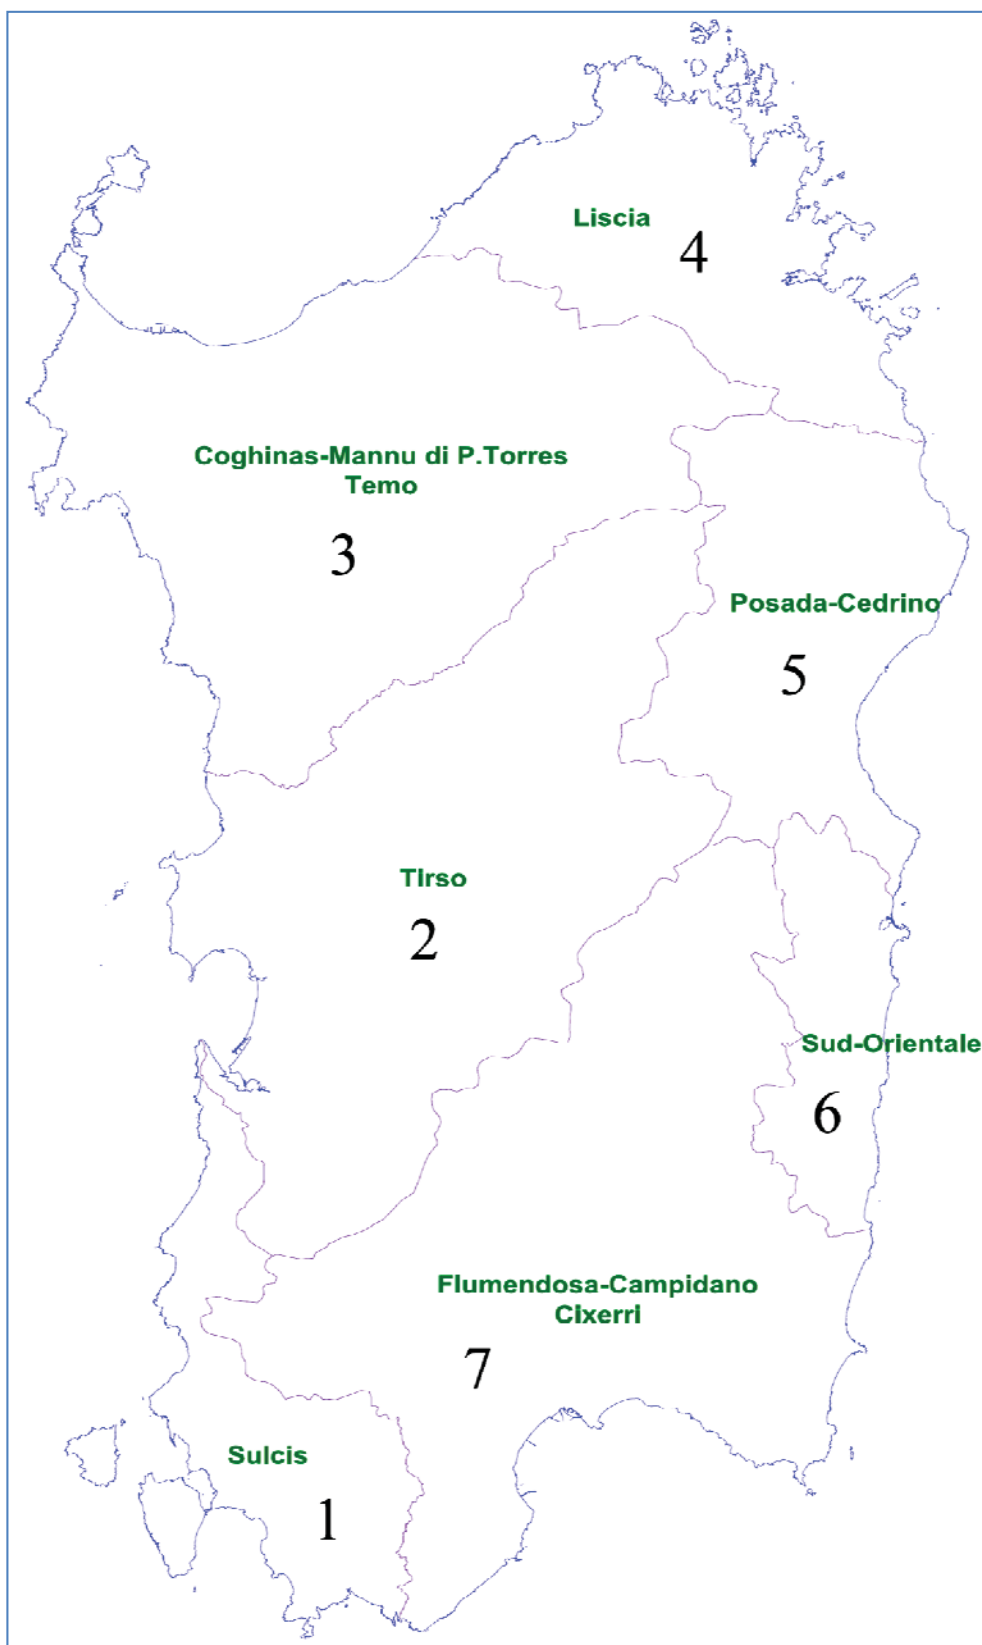 Liscia
4
Coghinas-Mannu di P.Torres
Temo
3
Posada-Cedrino
5
TIrso
2
Sud-Orientale
6
Flumendosa-Campidano
Cixerri
7
Sulcis
1